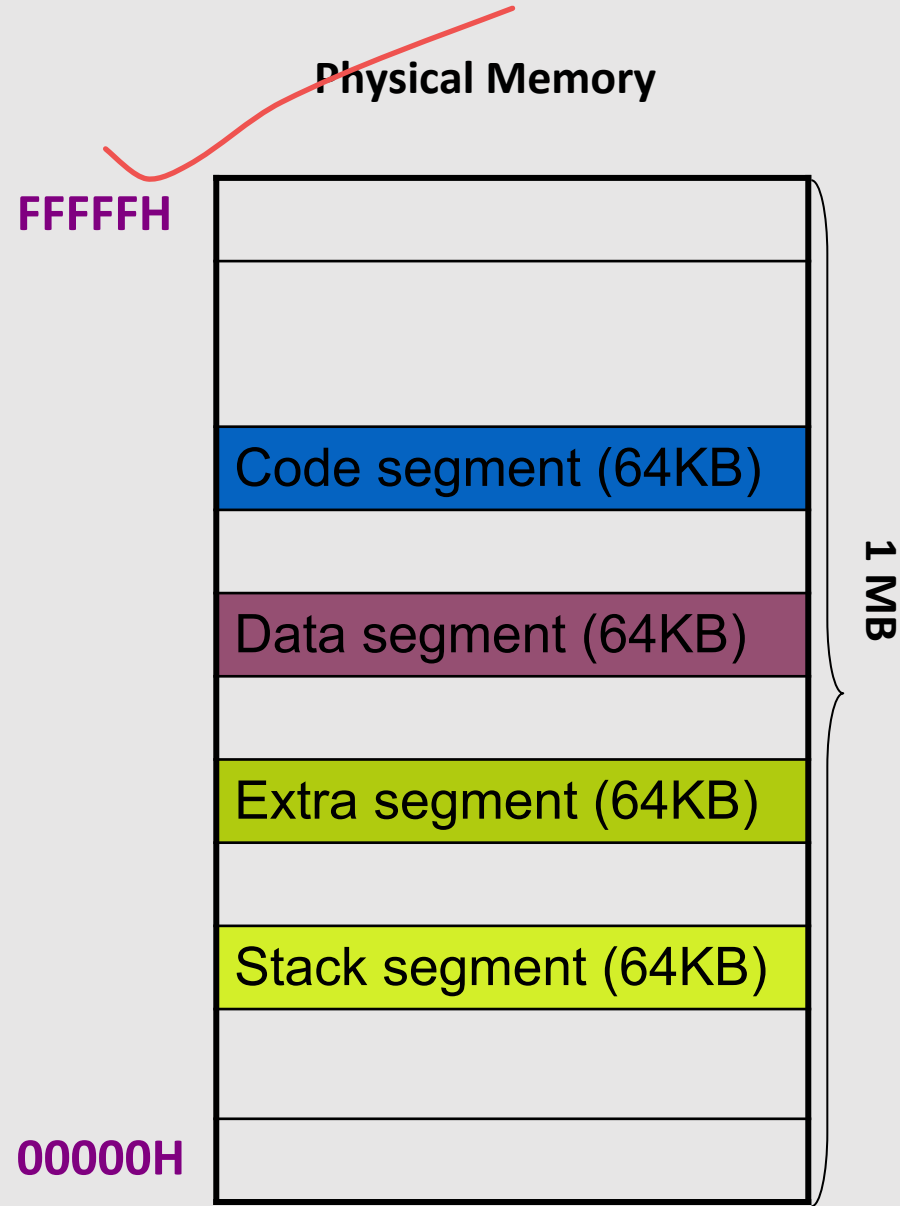 Physical Memory
FFFFFH
Code segment (64KB)
Data segment (64KB)
Extra segment (64KB)
Stack segment (64KB)
00000H
1 MB